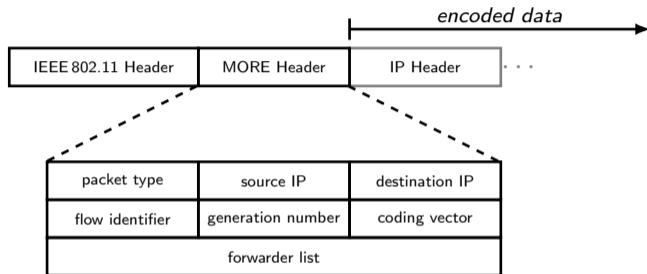 encoded data
IEEE 802.11 Header MORE Header IP Header ...
packet type source IP destination IP
flow identifier generation number coding vector
forwarder list